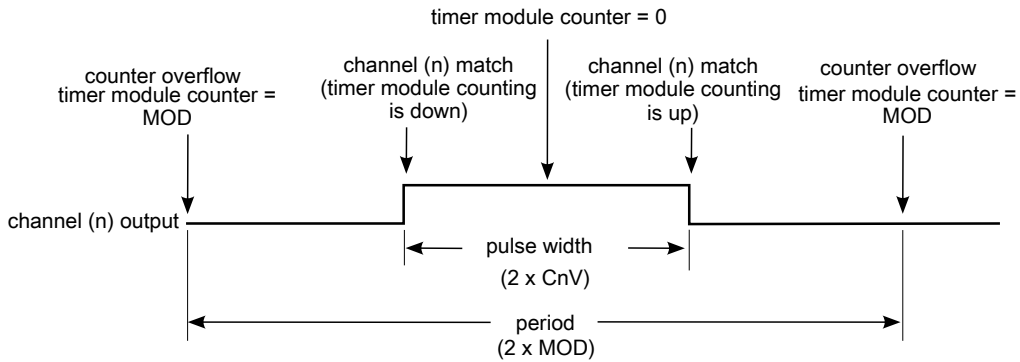 timer module counter = 0
counter overflow
timer module counter =
MOD
channel (n) match
(timer module counting
is down)
channel (n) match
(timer module counting
is up)
counter overflow
timer module counter =
MOD
channel (n) output
pulse width
(2 x CnV)
period
(2 x MOD)